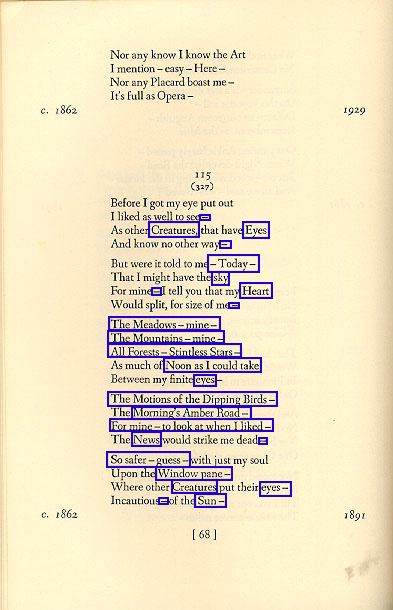 Nor any know I know the Art
I mention – easy – Here –
Nor any Placard boast me –
It's full as Opera –
c. 1862 1929
115
(327)
Before I got my eye put out
I liked as well to see –
As other Creatures, that have Eyes
And know no other way –
But were it told to me – Today –
That I might have the sky
For mine – I tell you that my Heart
Would split, for size of me –
The Meadows – mine –
The Mountains – mine –
All Forests – Stintless Stars –
As much of Noon as I could take
Between my finite eyes –
The Motions of the Dipping Birds –
The Morning's Amber Road –
For mine – to look at when I liked –
The News would strike me dead –
So safer – guess – with just my soul
Upon the Window pane –
Where other Creatures put their eyes –
Incautious – of the Sun –
c. 1862 1891
[ 68 ]